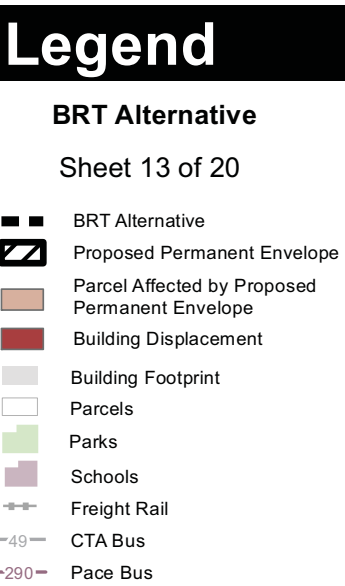 Legend
BRT Alternative
Sheet 13 of 20
BRT Alternative
Proposed Permanent Envelope
Parcel Affected by Proposed
Permanent Envelope
Building Displacement
Building Footprint
Parcels
Parks
Schools
Freight Rail
49 CTA Bus
290 Pace Bus